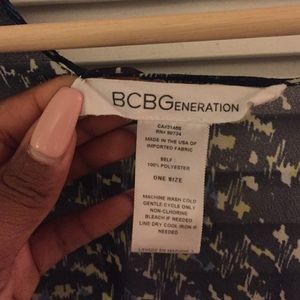 BCBGENERATION
MADE IN THE USA OF
IMPORTED FABRIC
SELF
100% POLYESTER
ONE SIZE
MACHINE WASH COLD
GENTLE CYCLE ONLY
NON-CLHORINE
BLEACH IF NEEDED
LINE DRY COOL IRON IF
NEEDED